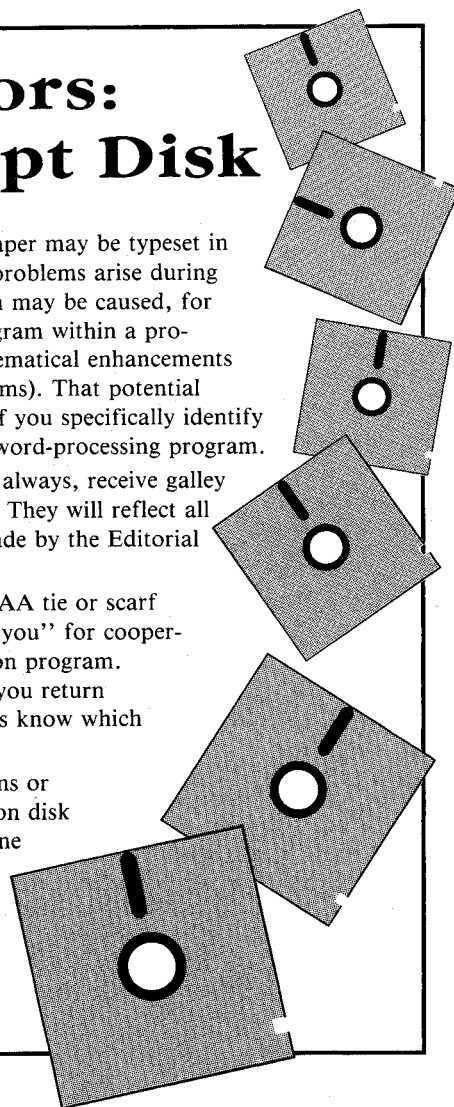 ors:
pt Disk
aper may be typeset in
problems arise during
n may be caused, for
gram within a pro-
ematical enhancements
ms). That potential
f you specifically identify
word-processing program.
always, receive galley
They will reflect all
ade by the Editorial
AA tie or scarf
you” for cooper-
on program.
you return
s know which
ns or
on disk
ne